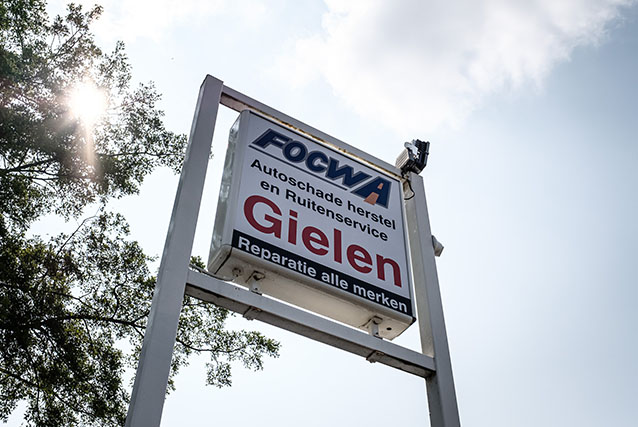 FOCWA
Autoschade herstel
en Ruitenservice
Gielen
Reparatie alle merken